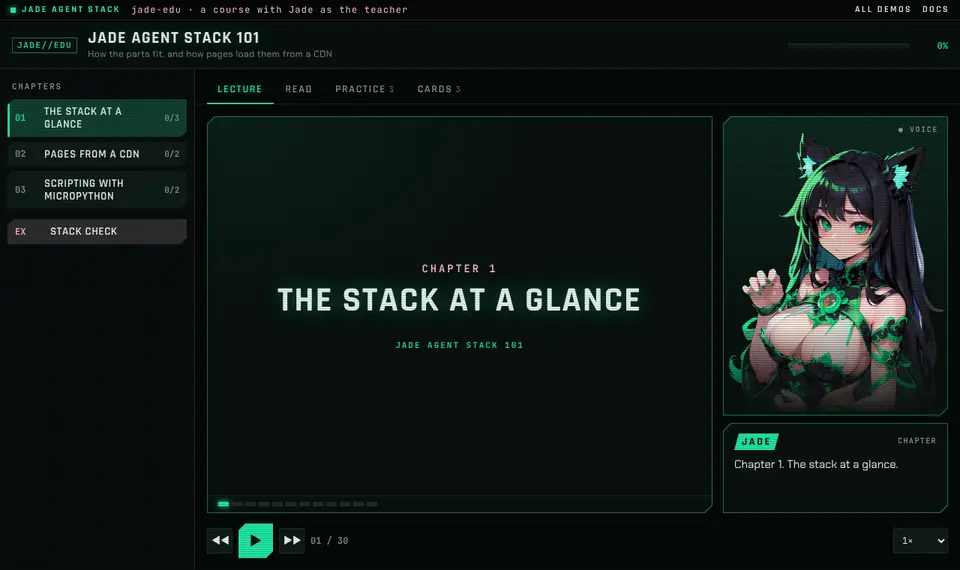 JADE AGENT STACK jade-edu · a course with Jade as the teacher
ALL DEMOS DOCS
JADE//EDU
JADE AGENT STACK 101
How the parts fit, and how pages load them from a CDN
0%
CHAPTERS
01 THE STACK AT A GLANCE 0/3
02 PAGES FROM A CDN 0/2
03 SCRIPTING WITH MICROPYTHON 0/2
EX STACK CHECK
LECTURE READ PRACTICE 3 CARDS 3
CHAPTER 1
THE STACK AT A GLANCE
JADE AGENT STACK 101
VOICE
JADE CHAPTER
Chapter 1. The stack at a glance.
01 / 30
1×